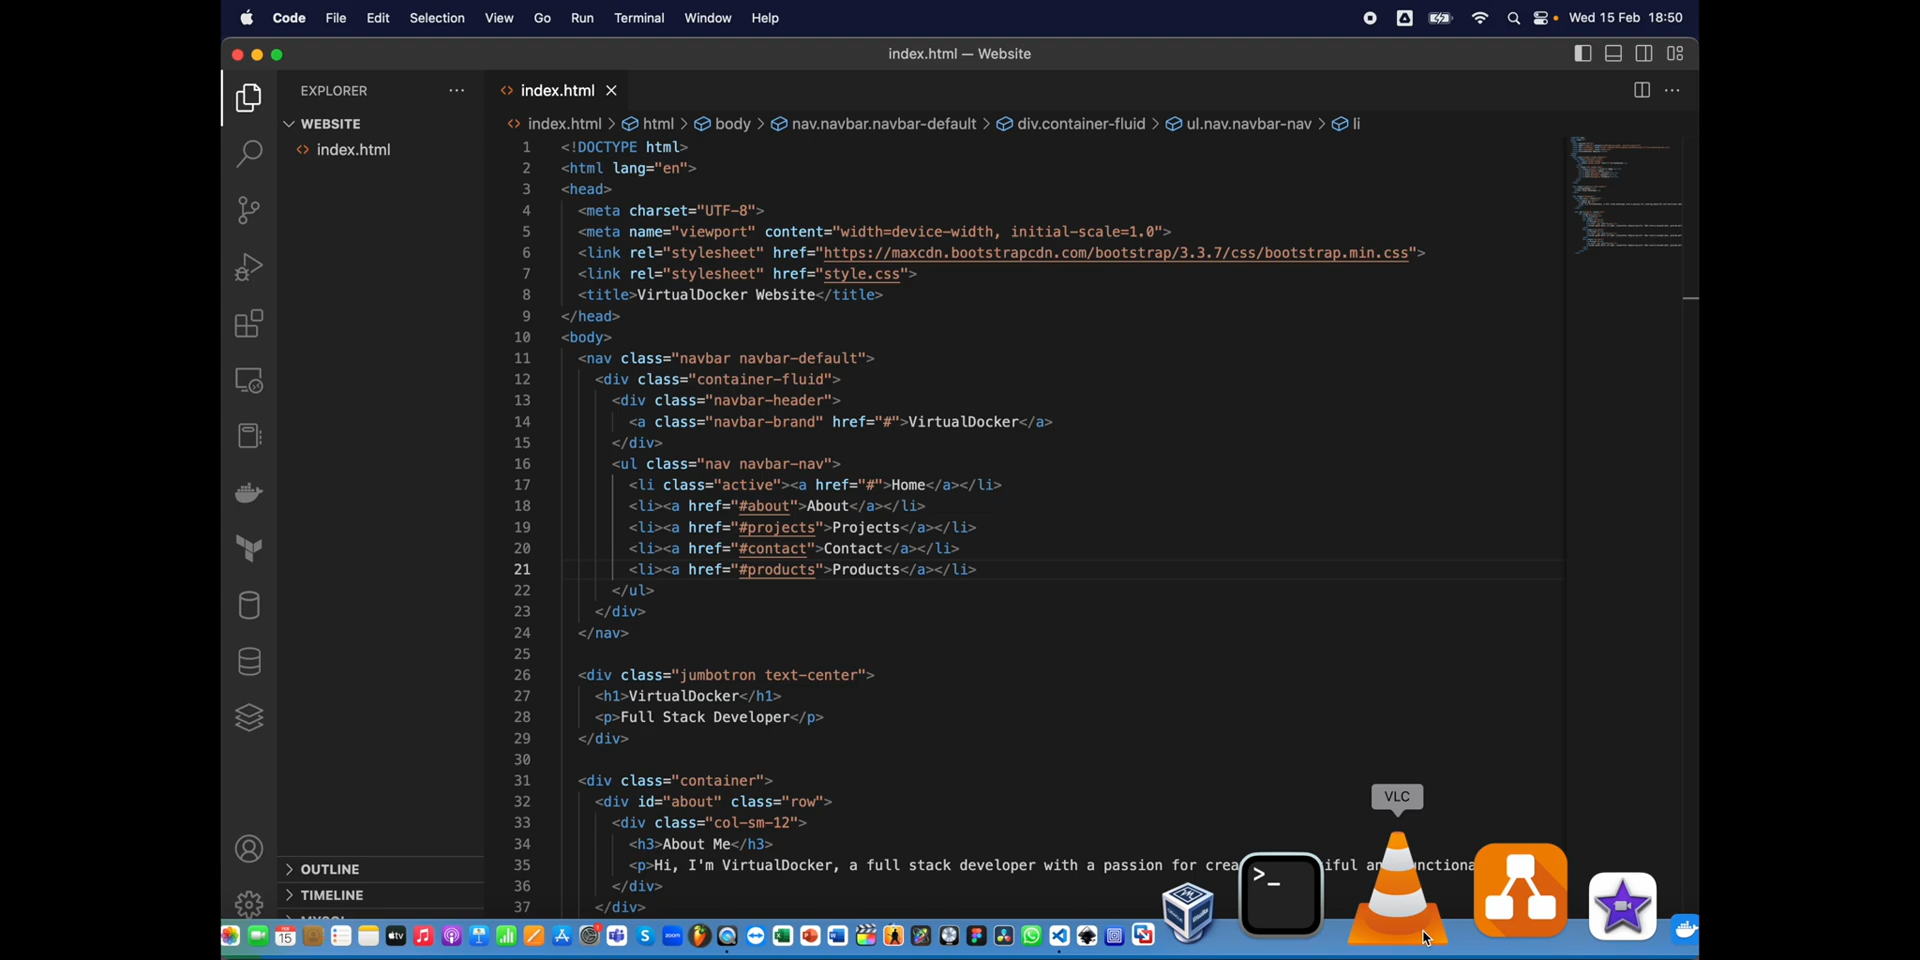 Code File Edit Selection View Go Run Terminal Window Help Wed 15 Feb 18:50
index.html — Website
EXPLORER
WEBSITE
index.html
OUTLINE
TIMELINE
index.html
index.html > html > body > nav.navbar.navbar-default > div.container-fluid > ul.nav.navbar-nav > li
1 <!DOCTYPE html>
2 <html lang="en">
3 <head>
4 <meta charset="UTF-8">
5 <meta name="viewport" content="width=device-width, initial-scale=1.0">
6 <link rel="stylesheet" href="https://maxcdn.bootstrapcdn.com/bootstrap/3.3.7/css/bootstrap.min.css">
7 <link rel="stylesheet" href="style.css">
8 <title>VirtualDocker Website</title>
9 </head>
10 <body>
11 <nav class="navbar navbar-default">
12 <div class="container-fluid">
13 <div class="navbar-header">
14 <a class="navbar-brand" href="#">VirtualDocker</a>
15 </div>
16 <ul class="nav navbar-nav">
17 <li class="active"><a href="#">Home</a></li>
18 <li><a href="#about">About</a></li>
19 <li><a href="#projects">Projects</a></li>
20 <li><a href="#contact">Contact</a></li>
21 <li><a href="#products">Products</a></li>
22 </ul>
23 </div>
24 </nav>
25
26 <div class="jumbotron text-center">
27 <h1>VirtualDocker</h1>
28 <p>Full Stack Developer</p>
29 </div>
30
31 <div class="container">
32 <div id="about" class="row">
33 <div class="col-sm-12">
34 <h3>About Me</h3>
35 <p>Hi, I'm VirtualDocker, a full stack developer with a passion for
36 </div>
37 </div>
VLC